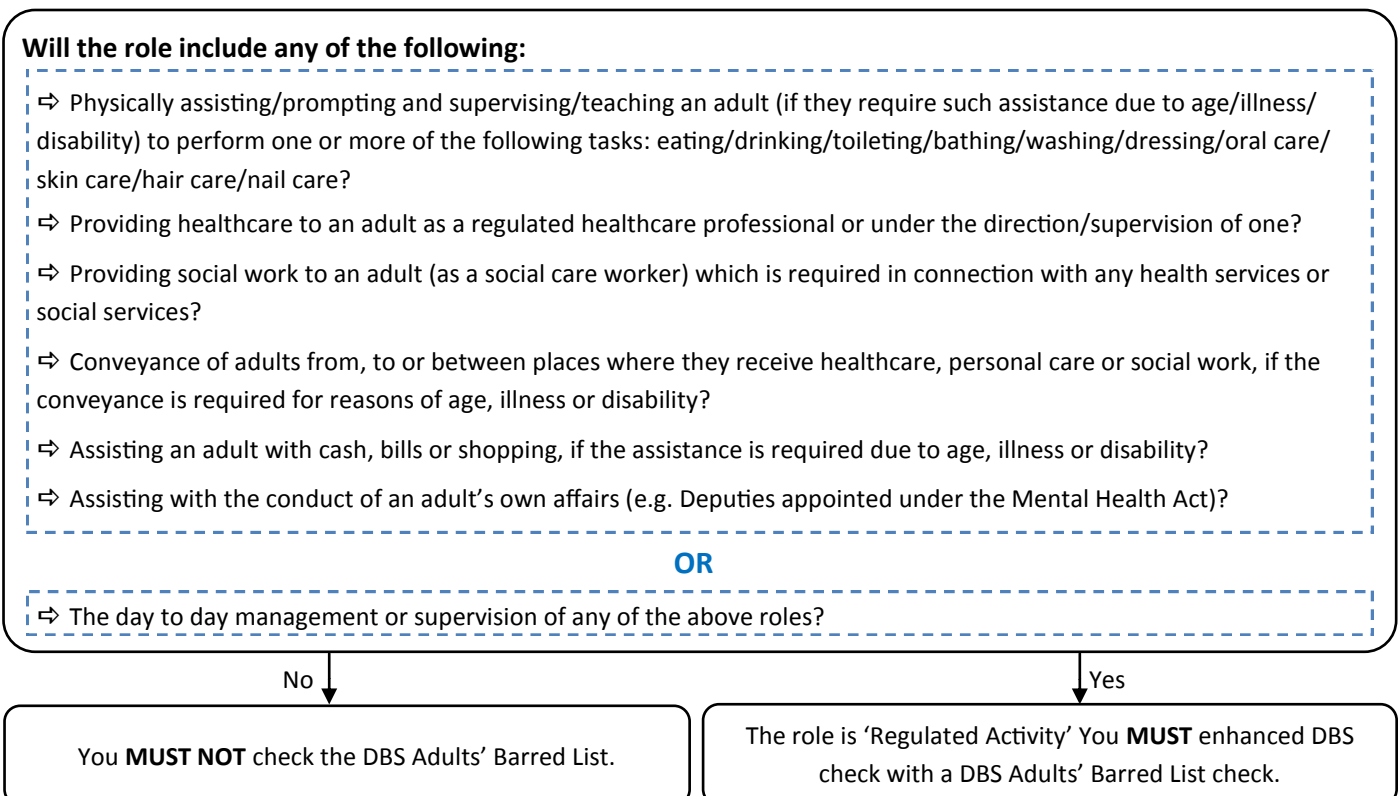 Will the role include any of the following:
⇨ Physically assisting/prompting and supervising/teaching an adult (if they require such assistance due to age/illness/
disability) to perform one or more of the following tasks: eating/drinking/toileting/bathing/washing/dressing/oral care/
skin care/hair care/nail care?
⇨ Providing healthcare to an adult as a regulated healthcare professional or under the direction/supervision of one?
⇨ Providing social work to an adult (as a social care worker) which is required in connection with any health services or
social services?
⇨ Conveyance of adults from, to or between places where they receive healthcare, personal care or social work, if the
conveyance is required for reasons of age, illness or disability?
⇨ Assisting an adult with cash, bills or shopping, if the assistance is required due to age, illness or disability?
⇨ Assisting with the conduct of an adult’s own affairs (e.g. Deputies appointed under the Mental Health Act)?
OR
⇨ The day to day management or supervision of any of the above roles?
No
Yes
You MUST NOT check the DBS Adults’ Barred List.
The role is ‘Regulated Activity’ You MUST enhanced DBS
check with a DBS Adults’ Barred List check.